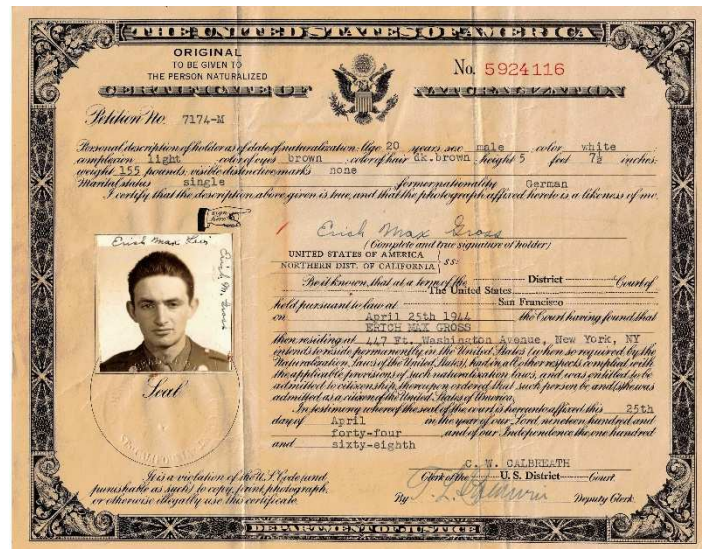 THE UNITED STATES OF AMERICA
ORIGINAL
TO BE GIVEN TO
THE PERSON NATURALIZED
No. 5924116
CERTIFICATE OF NATURALIZATION
Petition No. 7174-M
Personal description of holder as of date of naturalization: Age 20 years, sex male, color white
complexion light, color of eyes brown, color of hair dk.brown, height 5 feet 7½ inches;
weight 155 pounds, visible distinctive marks none
Marital status single former nationality German
I certify that the description above given is true, and that the photograph affixed hereto is a likeness of me.
sign here
Erich Max Gross
(Complete and true signature of holder)
Erich Max
Erich M. Gross
UNITED STATES OF AMERICA
NORTHERN DIST. OF CALIFORNIA
ss:
Be it known, that at a term of the District Court of
The United States
held pursuant to law at San Francisco
on April 25th 1944 the Court having found that
ERICH MAX GROSS
then residing at 447 Ft. Washington Avenue, New York, NY
intends to reside permanently in the United States (when so required by the
Naturalization Laws of the United States), had in all other respects complied with
the applicable provisions of such naturalization laws, and was entitled to be
admitted to citizenship, thereupon ordered that such person be and (s)he was
admitted as a citizen of the United States of America.
In testimony whereof the seal of the court is hereunto affixed this 25th
day of April in the year of our Lord nineteen hundred and
forty-four and of our Independence the one hundred
and sixty-eighth
Seal
C. W. CALBREATH
Clerk of the U. S. District Court.
By Deputy Clerk.
It is a violation of the U.S. Code (and
punishable as such) to copy, print, photograph,
or otherwise illegally use this certificate.
DEPARTMENT OF JUSTICE